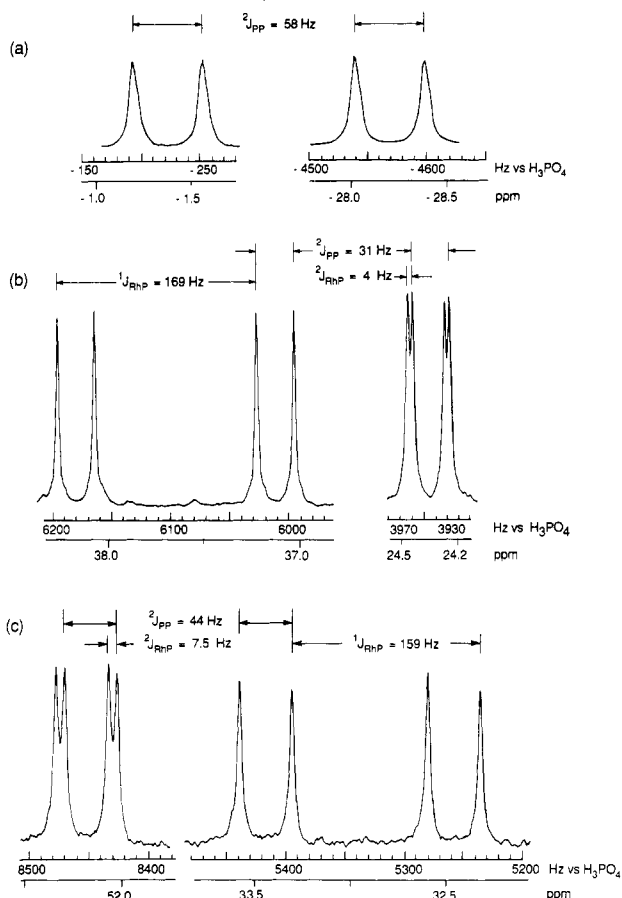 ²J_PP = 58 Hz
(a)
- 150 - 250 - 4500 - 4600 Hz vs H₃PO₄
- 1.0 - 1.5 - 28.0 - 28.5 ppm
²J_PP = 31 Hz
¹J_RhP = 169 Hz ²J_RhP = 4 Hz
(b)
6200 6100 6000 3970 3930 Hz vs H₃PO₄
38.0 37.0 24.5 24.2 ppm
(c)
²J_PP = 44 Hz
²J_RhP = 7.5 Hz ¹J_RhP = 159 Hz
8500 8400 5400 5300 5200 Hz vs H₃PO₄
52.0 33.5 32.5 ppm